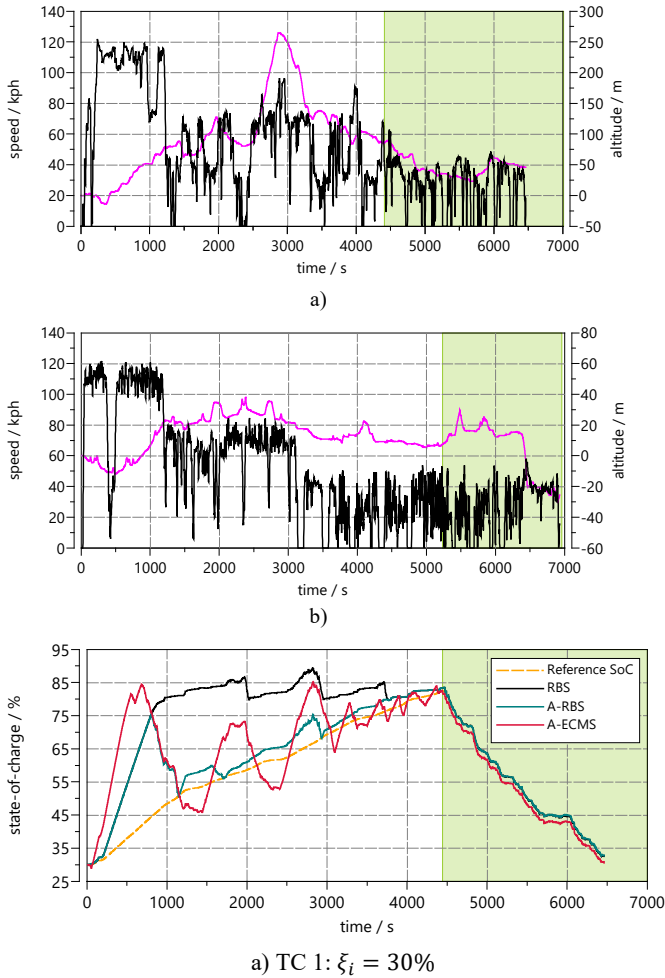 140 300
120 250
100 200
80 150
60 100
40 50
20 0
0 -50
speed / kph
altitude / m
0 1000 2000 3000 4000 5000 6000 7000
time / s
a)
140 80
120 60
100 40
80 20
60 0
40 -20
20 -40
0 -60
speed / kph
altitude / m
0 1000 2000 3000 4000 5000 6000 7000
time / s
b)
95
85
75
65
55
45
35
25
state-of-charge / %
Reference SoC
RBS
A-RBS
A-ECMS
0 1000 2000 3000 4000 5000 6000 7000
time / s
a) TC 1: ξᵢ = 30%